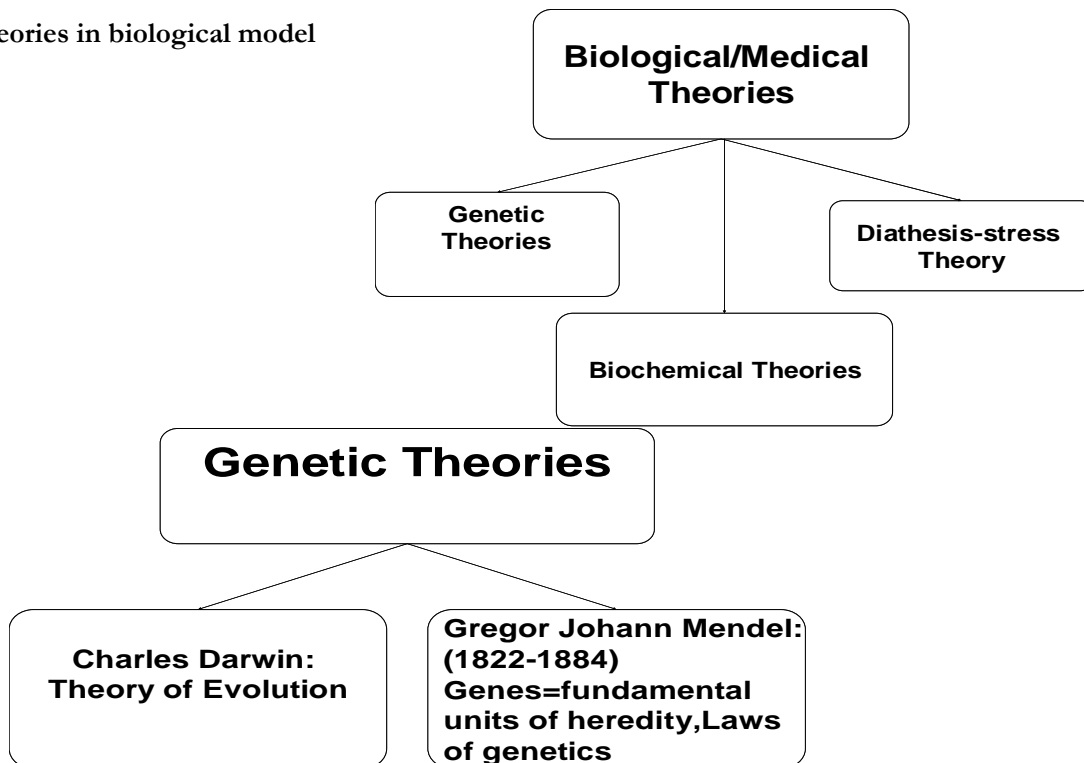 eories in biological model
Biological/Medical
Theories
Genetic
Theories
Diathesis-stress
Theory
Biochemical Theories
Genetic Theories
Charles Darwin:
Theory of Evolution
Gregor Johann Mendel:
(1822-1884)
Genes=fundamental
units of heredity,Laws
of genetics